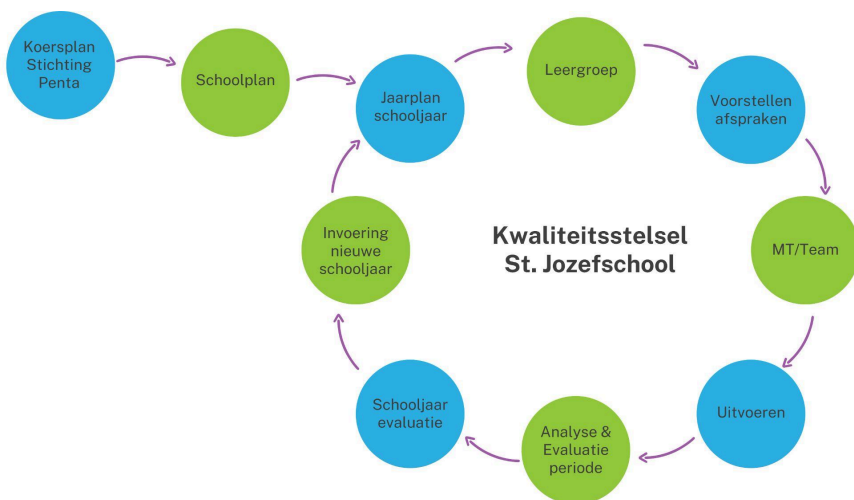 Koersplan
Stichting
Penta
Schoolplan
Jaarplan
schooljaar
Leergroep
Voorstellen
afspraken
MT/Team
Uitvoeren
Analyse &
Evaluatie
periode
Schooljaar
evaluatie
Invoering
nieuwe
schooljaar
Kwaliteitsstelsel
St. Jozefschool